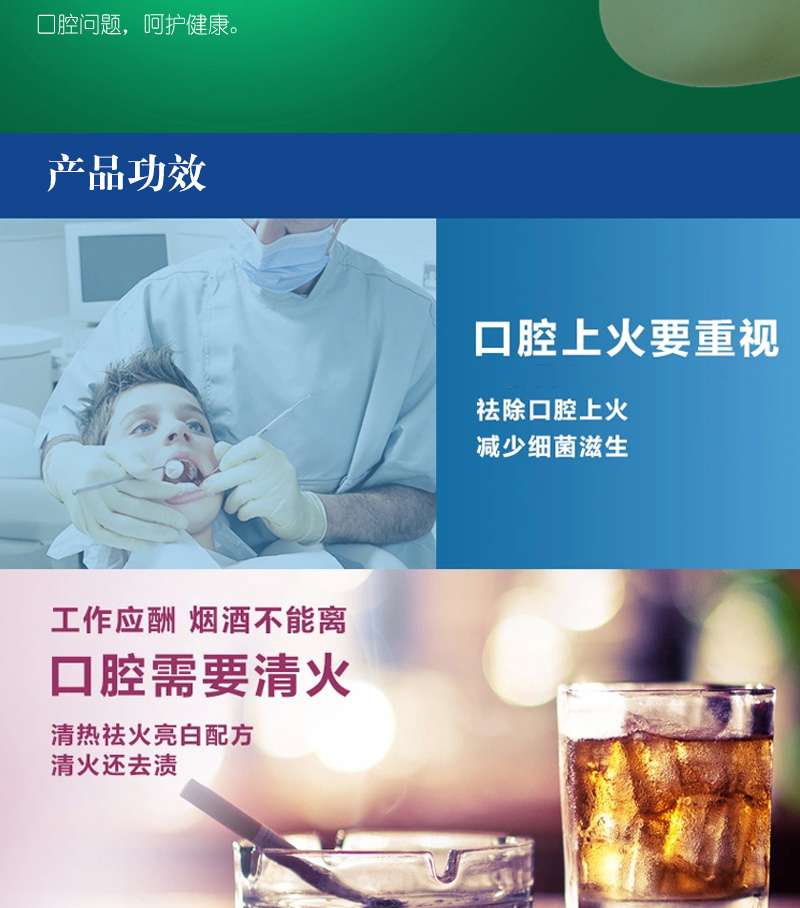 口腔问题，呵护健康。
产品功效
口腔上火要重视
祛除口腔上火
减少细菌滋生
工作应酬 烟酒不能离
口腔需要清火
清热祛火亮白配方
清火还去渍